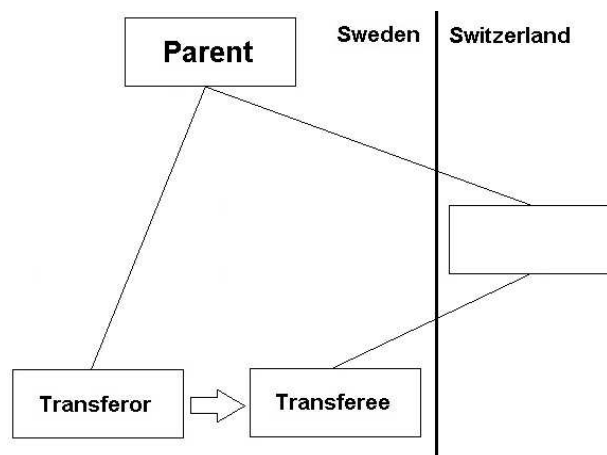 Parent
Sweden
Switzerland
Transferor
Transferee